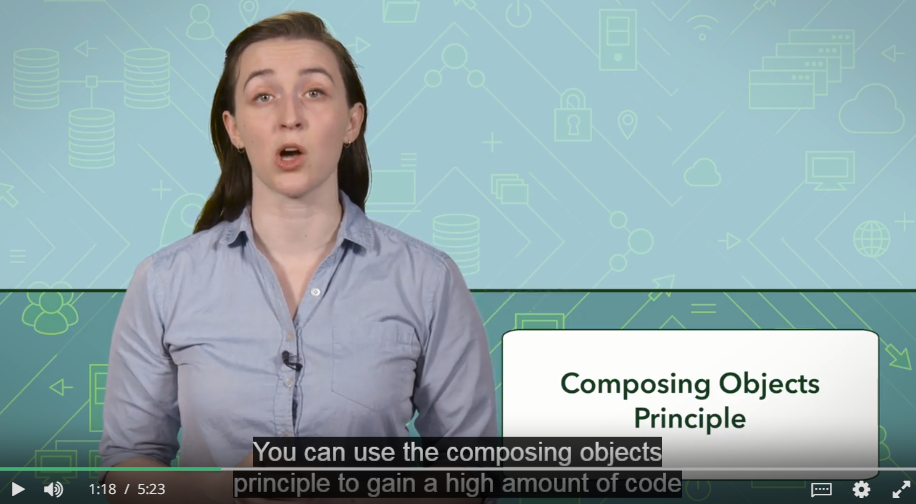 Composing Objects
Principle
You can use the composing objects
principle to gain a high amount of code
1:18 / 5:23